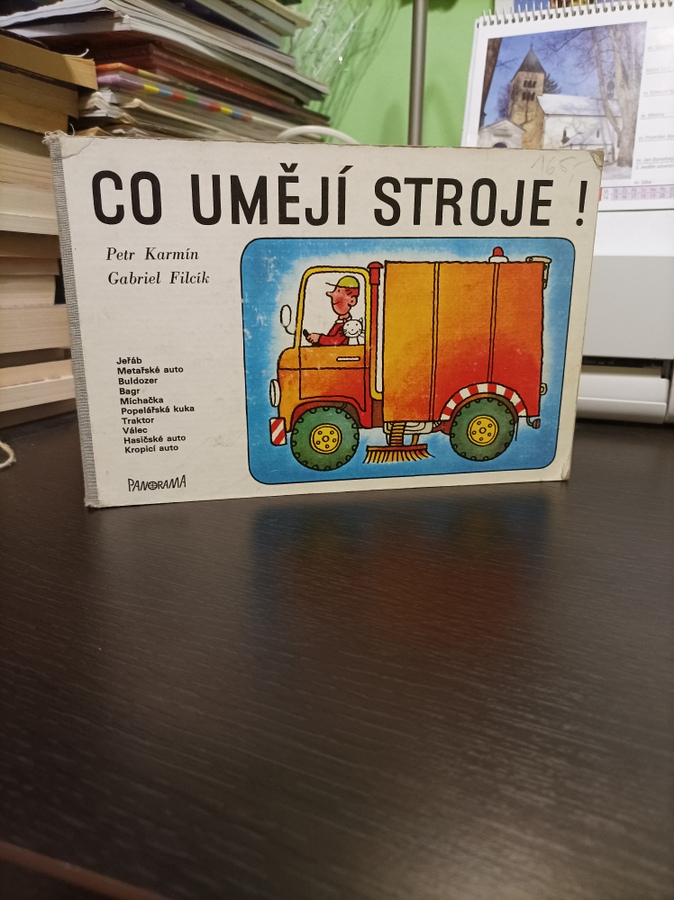 CO UMĚJÍ STROJE !
165,-
Petr Karmín
Gabriel Filcík
Jeřáb
Metařské auto
Buldozer
Bagr
Míchačka
Popelářská kuka
Traktor
Válec
Hasičské auto
Kropicí auto
PANORAMA